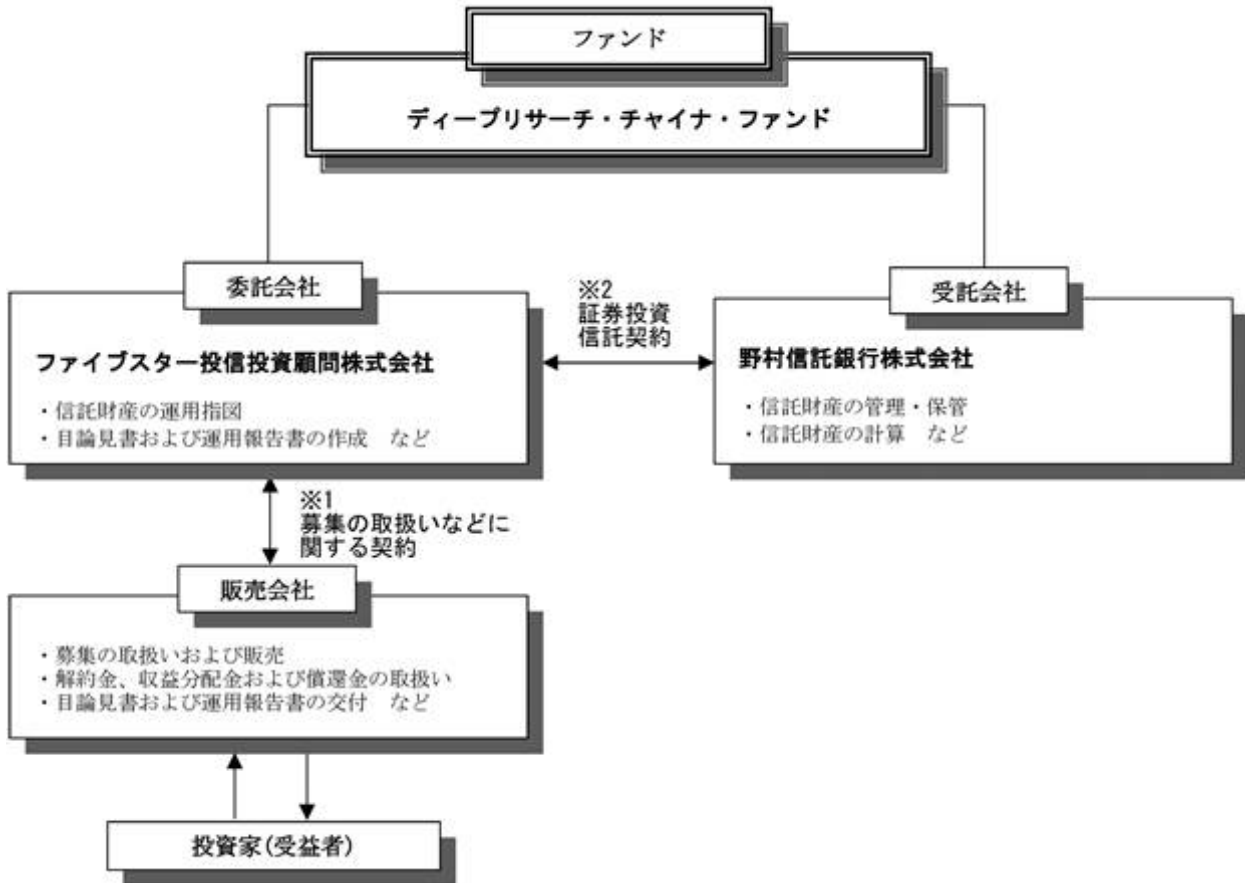 ファンド
ディープリサーチ・チャイナ・ファンド
委託会社
ファイブスター投信投資顧問株式会社
・信託財産の運用指図
・目論見書および運用報告書の作成　など
※2
証券投資
信託契約
受託会社
野村信託銀行株式会社
・信託財産の管理・保管
・信託財産の計算　など
※1
募集の取扱いなどに
関する契約
販売会社
・募集の取扱いおよび販売
・解約金、収益分配金および償還金の取扱い
・目論見書および運用報告書の交付　など
投資家(受益者)